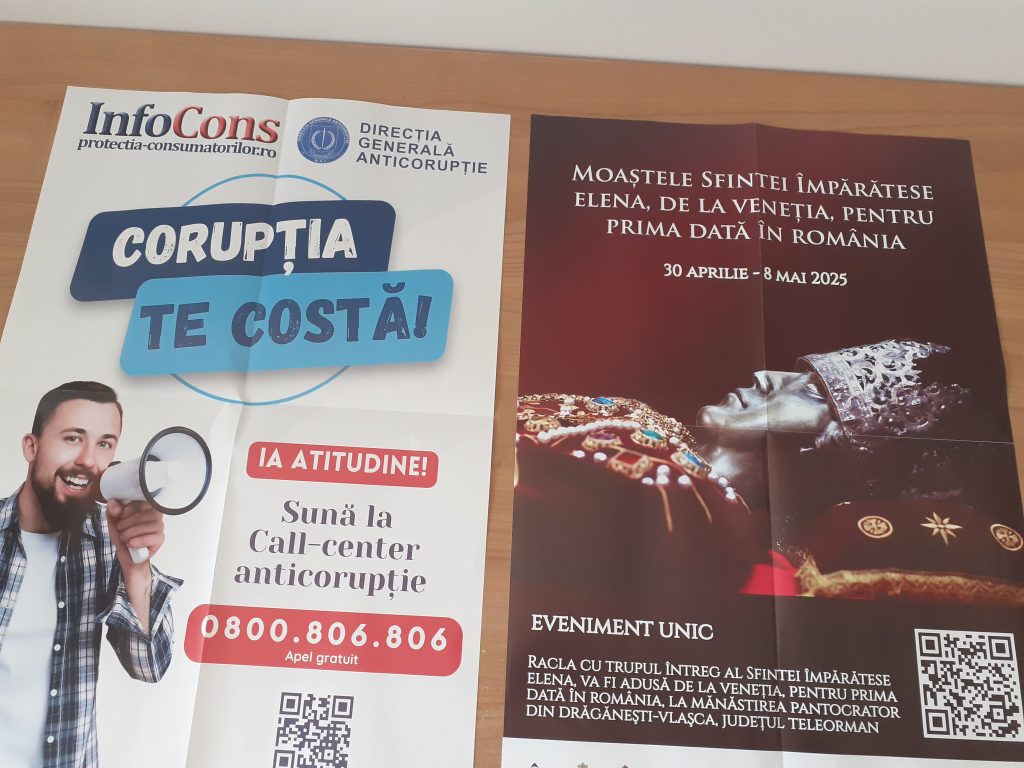 InfoCons
protectia-consumatorilor.ro
DIRECȚIA
GENERALĂ
ANTICORUPȚIE
CORUPȚIA
TE COSTĂ!
IA ATITUDINE!
Sună la
Call-center
anticorupție
0800.806.806
Apel gratuit
MOAȘTELE SFINTEI ÎMPĂRĂTESE
ELENA, DE LA VENEȚIA, PENTRU
PRIMA DATĂ ÎN ROMÂNIA
30 APRILIE - 8 MAI 2025
EVENIMENT UNIC
RACLA CU TRUPUL ÎNTREG AL SFINTEI ÎMPĂRĂTESE
ELENA, VA FI ADUSĂ DE LA VENEȚIA, PENTRU PRIMA
DATĂ ÎN ROMÂNIA, LA MĂNĂSTIREA PANTOCRATOR
DIN DRĂGĂNEȘTI-VLAȘCA, JUDEȚUL TELEORMAN